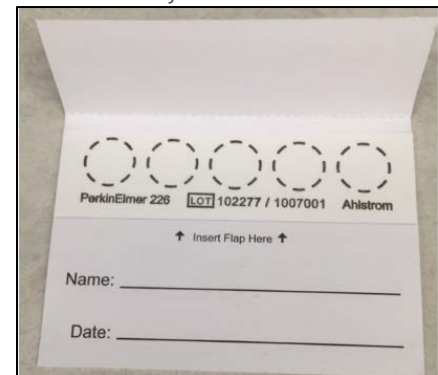 PerkinElmer 226 LOT 102277 / 1007001 Ahlstrom
↑ Insert Flap Here ↑
Name:
Date: